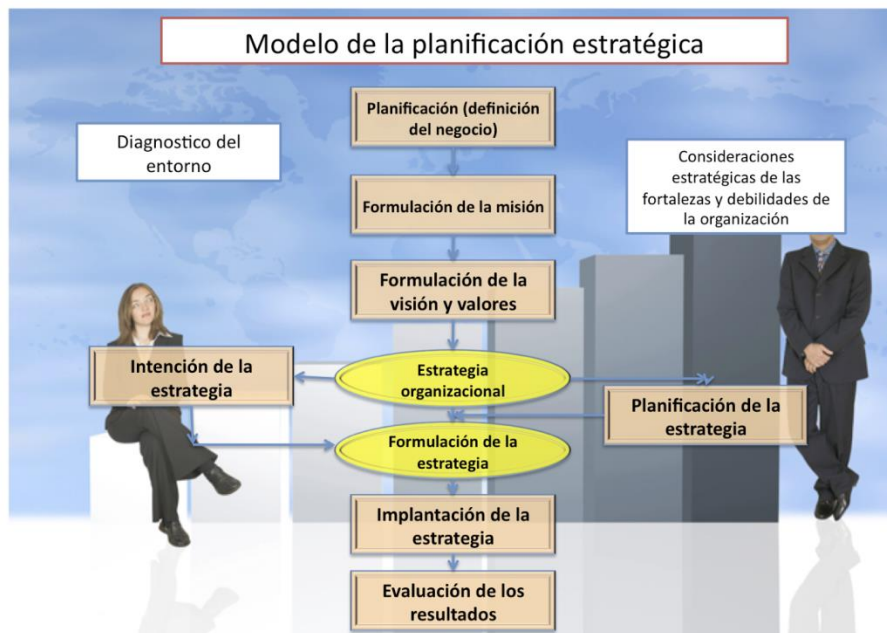 Modelo de la planificación estratégica
Planificación (definición
del negocio)
Diagnostico del
entorno
Consideraciones
estratégicas de las
fortalezas y debilidades de
la organización
Formulación de la misión
Formulación de la
visión y valores
Intención de la
estrategia
Estrategia
organizacional
Planificación de la
estrategia
Formulación de la
estrategia
Implantación de la
estrategia
Evaluación de los
resultados